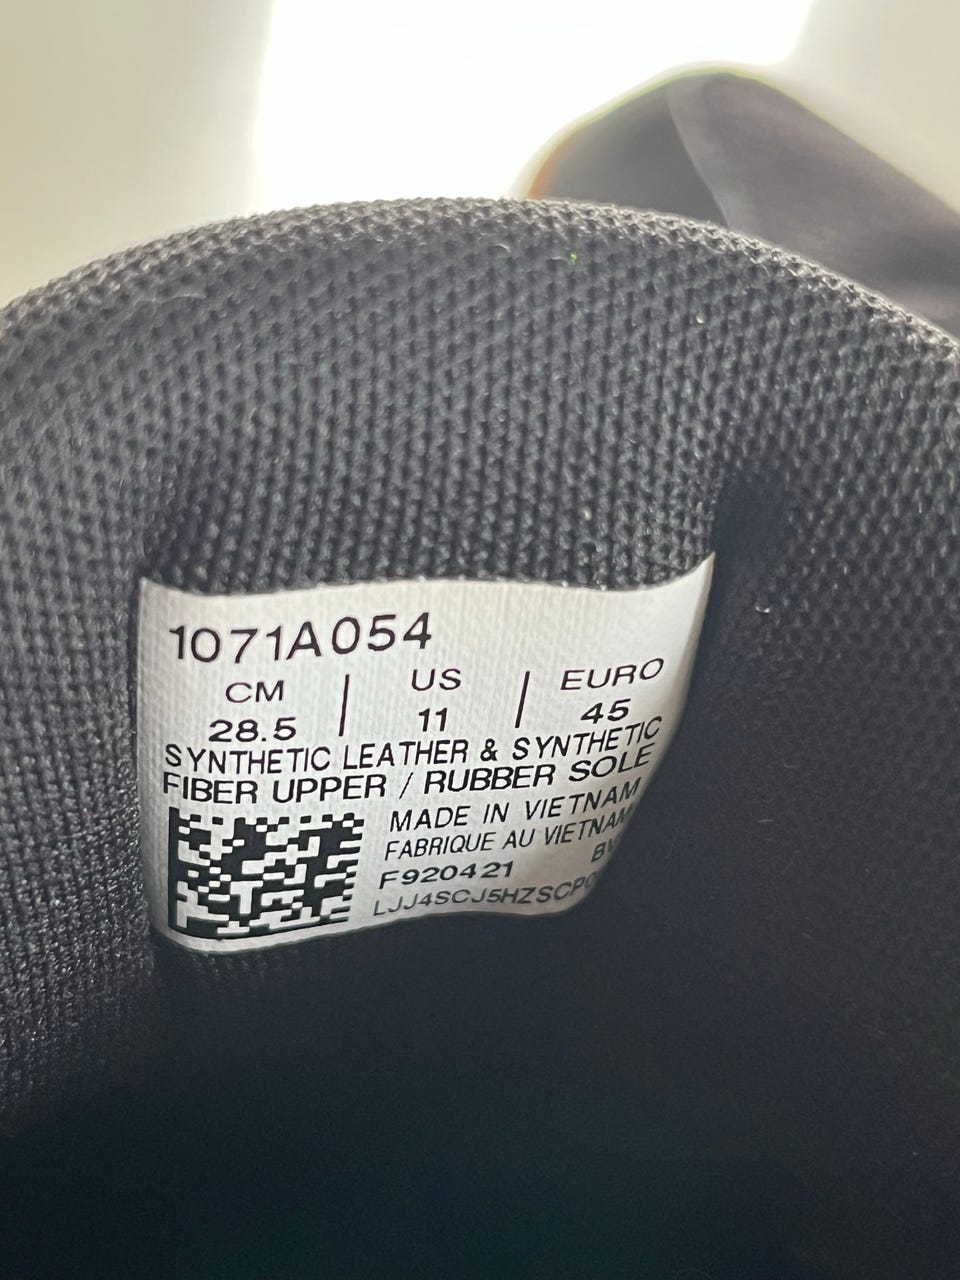 1071A054
CM | US | EURO
28.5 | 11 | 45
SYNTHETIC LEATHER & SYNTHETIC
FIBER UPPER / RUBBER SOLE
MADE IN VIETNAM
FABRIQUE AU VIETNAM
F920421